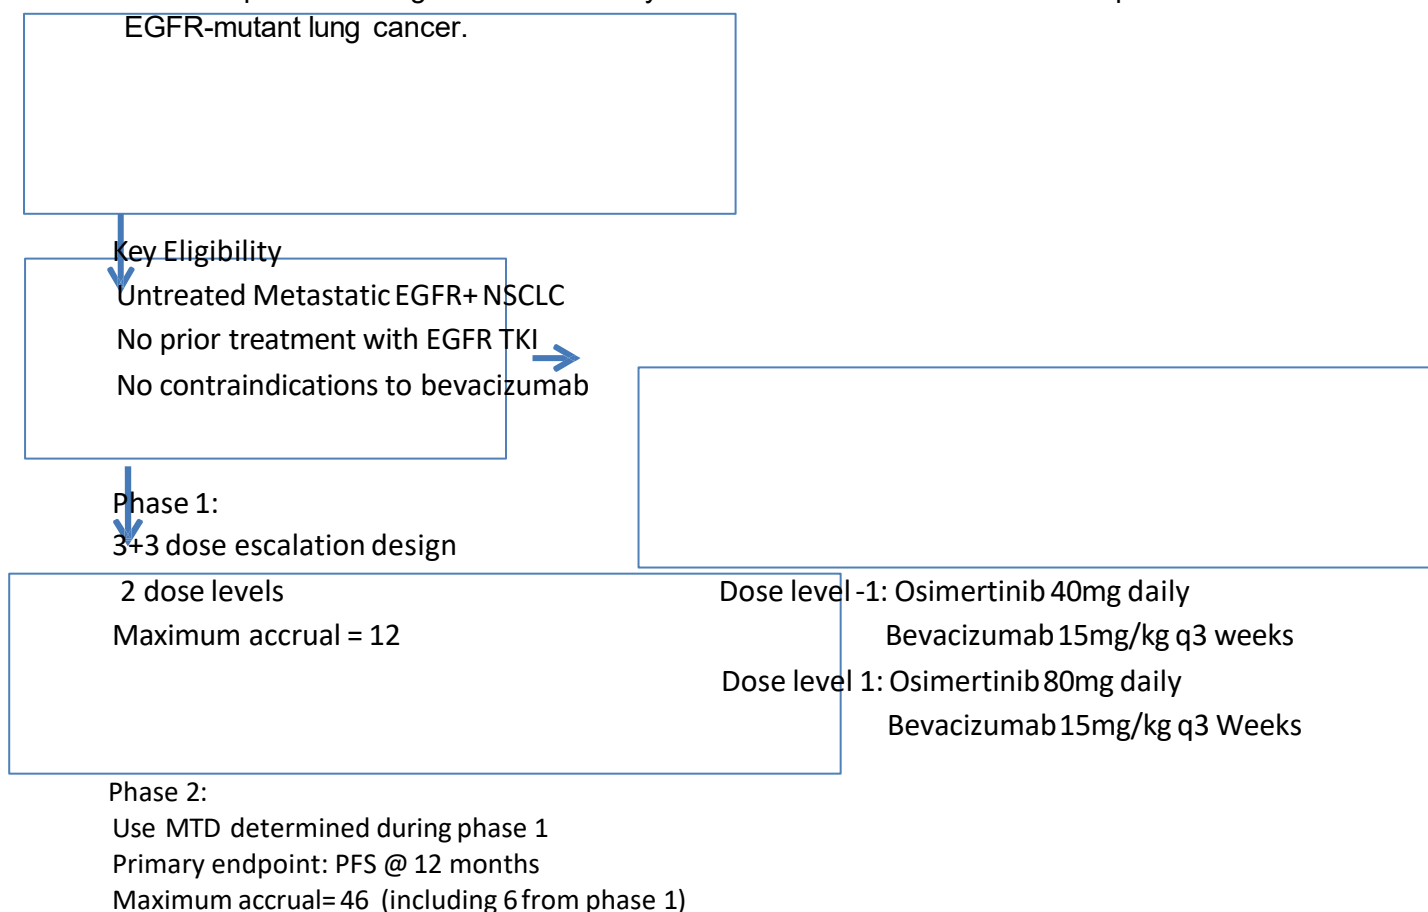 EGFR-mutant lung cancer.
Key Eligibility
Untreated Metastatic EGFR+ NSCLC
No prior treatment with EGFR TKI
No contraindications to bevacizumab
Phase 1:
3+3 dose escalation design
2 dose levels
Maximum accrual = 12
Dose level -1: Osimertinib 40mg daily
Bevacizumab 15mg/kg q3 weeks
Dose level 1: Osimertinib 80mg daily
Bevacizumab 15mg/kg q3 Weeks
Phase 2:
Use MTD determined during phase 1
Primary endpoint: PFS @ 12 months
Maximum accrual= 46 (including 6 from phase 1)